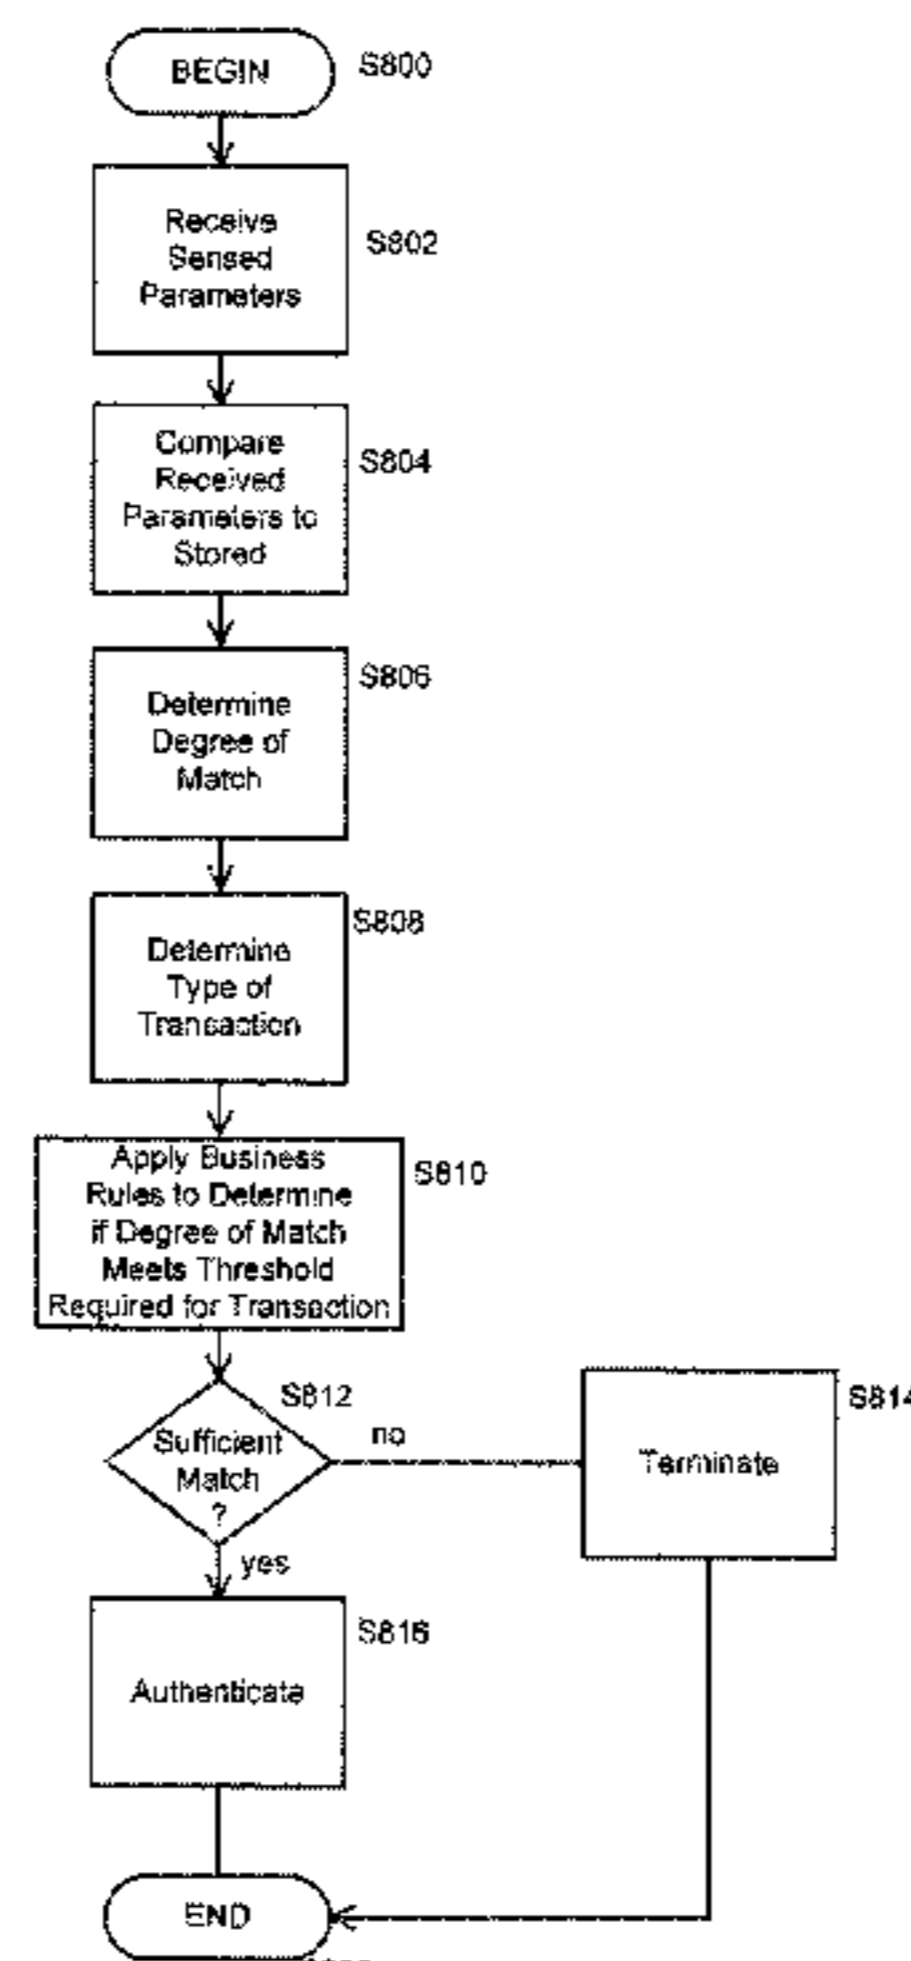 BEGIN
S800
Receive
Sensed
Parameters
S802
Compare
Received
Parameters to
Stored
S804
Determine
Degree of
Match
S806
Determine
Type of
Transaction
S808
Apply Business
Rules to Determine
if Degree of Match
Meets Threshold
Required for Transaction
S810
Sufficient
Match
?
S812
no
yes
Terminate
S814
Authenticate
S816
END